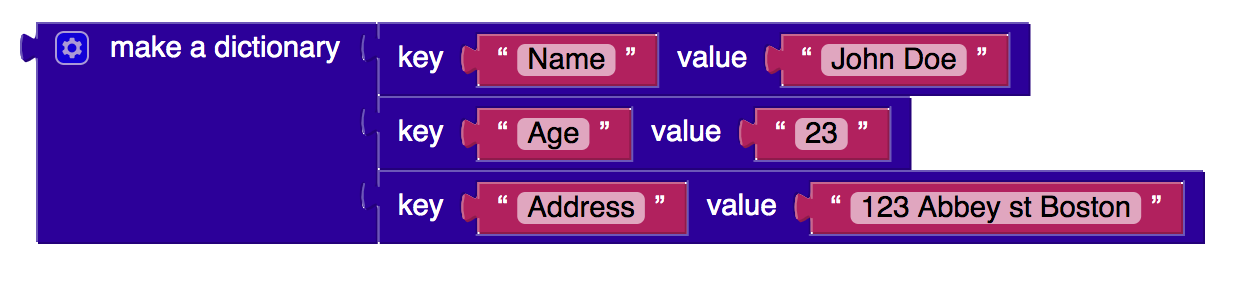 make a dictionary key “ Name ” value “ John Doe ”
key “ Age ” value “ 23 ”
key “ Address ” value “ 123 Abbey st Boston ”